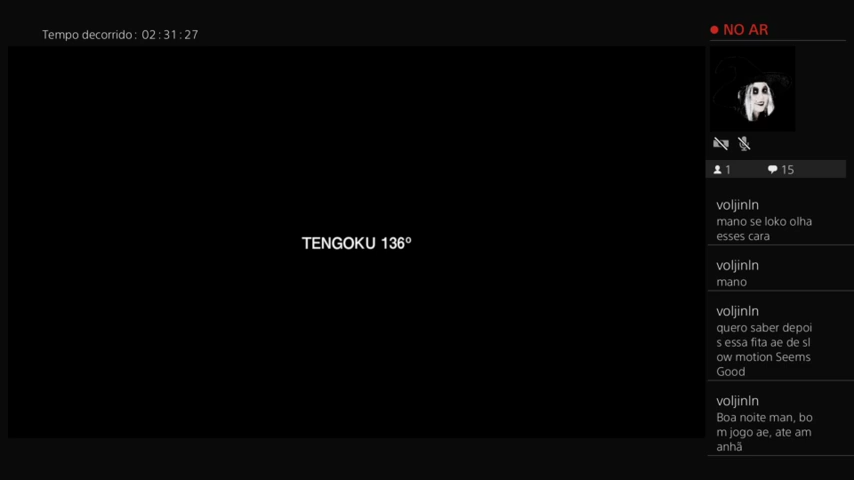 Tempo decorrido: 02:31:27
NO AR
1 15
TENGOKU 136º
voljinln
mano se loko olha
esses cara
voljinln
mano
voljinln
quero saber depoi
s essa fita ae de sl
ow motion Seems
Good
voljinln
Boa noite man, bo
m jogo ae, ate am
anhã